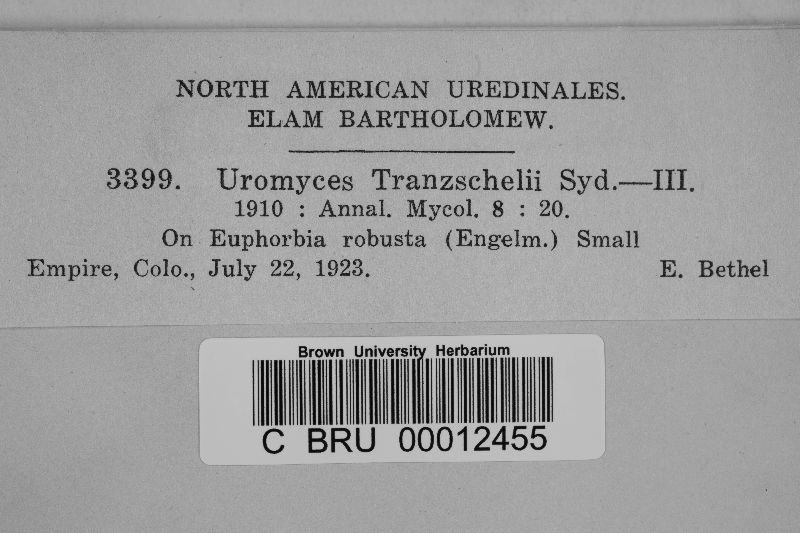 NORTH AMERICAN UREDINALES.
ELAM BARTHOLOMEW.
3399. Uromyces Tranzschelii Syd.—III.
1910 : Annal. Mycol. 8 : 20.
On Euphorbia robusta (Engelm.) Small
Empire, Colo., July 22, 1923. E. Bethel
Brown University Herbarium
C BRU 00012455